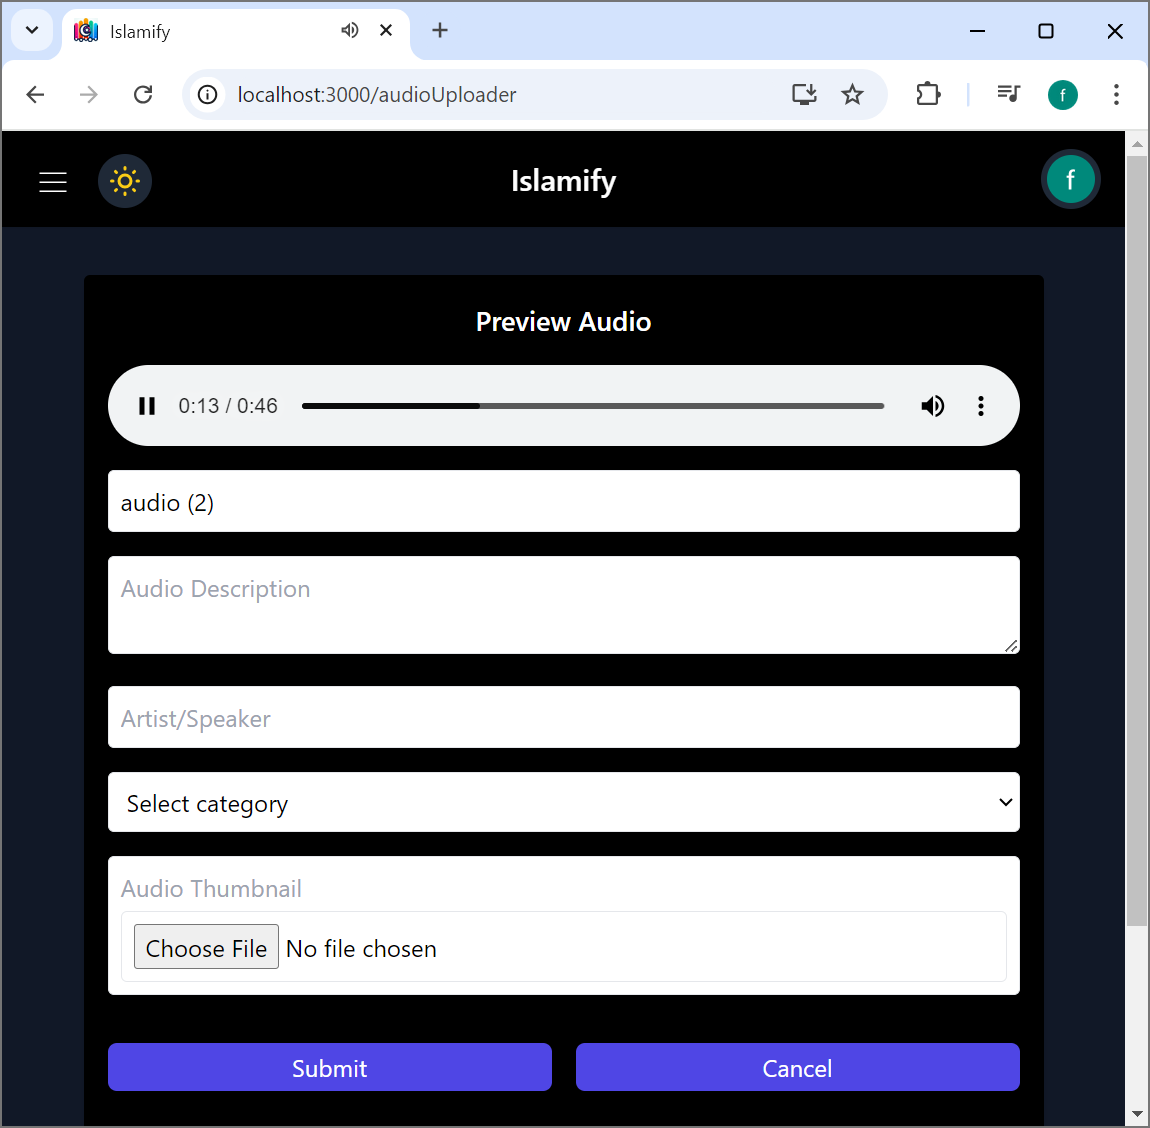 Islamify
localhost:3000/audioUploader
f
Islamify
f
Preview Audio
0:13 / 0:46
audio (2)
Audio Description
Artist/Speaker
Select category
Audio Thumbnail
Choose File No file chosen
Submit Cancel